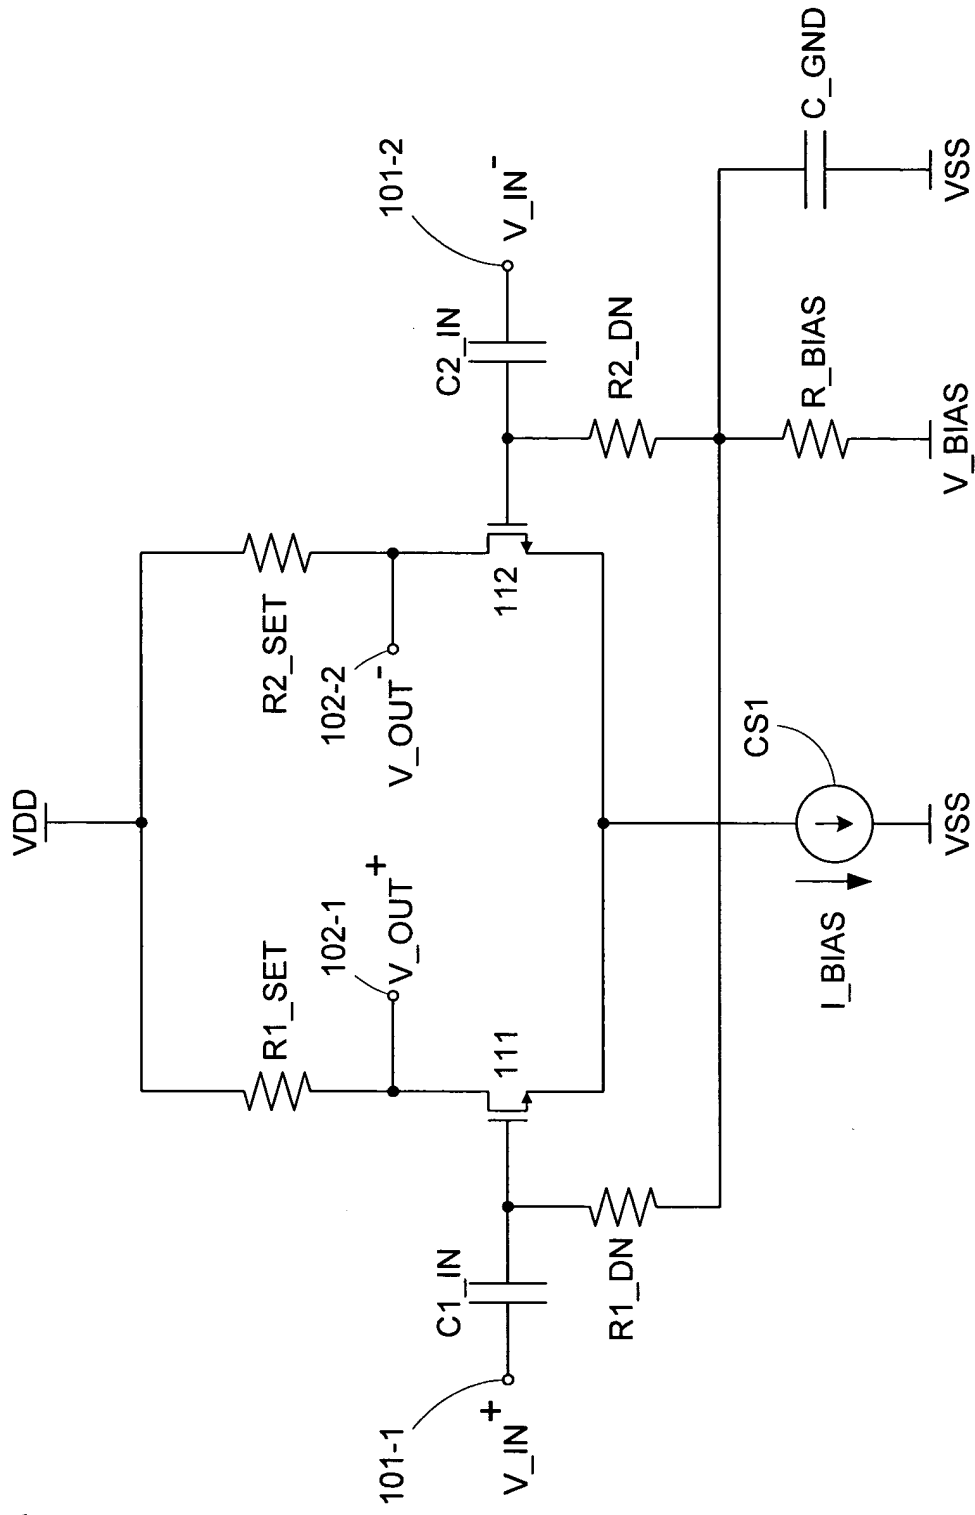 VDD
R1_SET
R2_SET
102-1
V_OUT+
102-2
V_OUT-
101-1
V_IN+
C1_IN
111
112
C2_IN
101-2
V_IN-
R1_DN
R2_DN
I_BIAS
CS1
VSS
R_BIAS
V_BIAS
C_GND
VSS